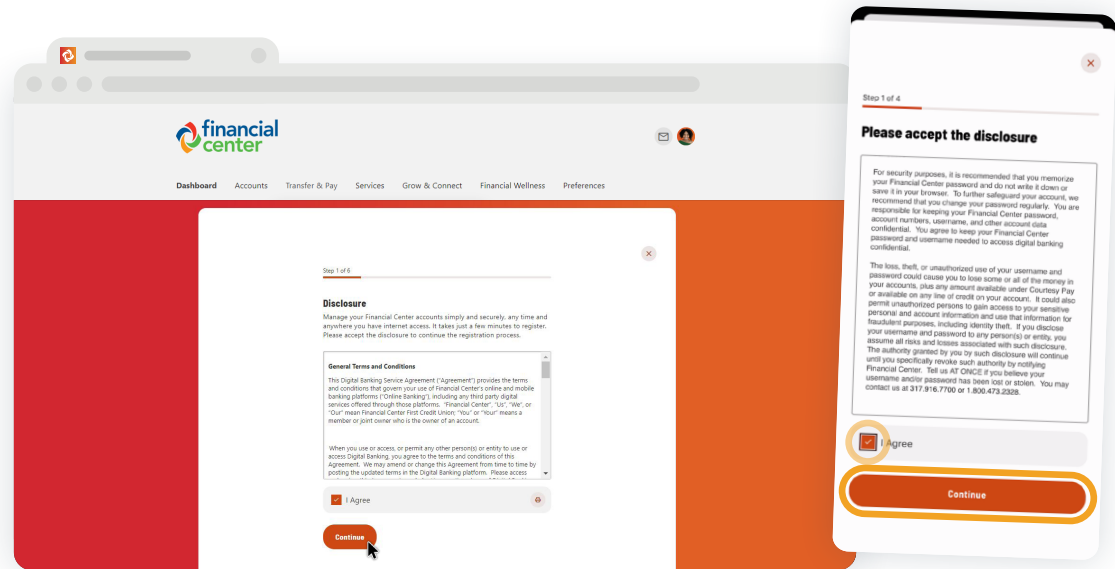 financial
center
Dashboard Accounts Transfer & Pay Services Grow & Connect Financial Wellness Preferences
Step 1 of 6
Disclosure
Manage your Financial Center accounts simply and securely, any time and
anywhere you have internet access. It takes just a few minutes to register.
Please accept the disclosure to continue the registration process.
General Terms and Conditions
This Digital Banking Service Agreement ("Agreement") provides the terms
and conditions that govern your use of Financial Center's online and mobile
banking platforms ("Online Banking"), including any third party digital
services offered through those platforms. "Financial Center", "Us", "We", or
"Our" mean Financial Center First Credit Union; "You" or "Your" means a
member or joint owner who is the owner of an account.
When you use or access, or permit any other person(s) or entity to use or
access Digital Banking, you agree to the terms and conditions of this
Agreement. We may amend or change this Agreement from time to time by
posting the updated terms in the Digital Banking platform. Please access
I Agree
Continue
Step 1 of 4
Please accept the disclosure
For security purposes, it is recommended that you memorize
your Financial Center password and do not write it down or
save it in your browser. To further safeguard your account, we
recommend that you change your password regularly. You are
responsible for keeping your Financial Center password,
account numbers, username, and other account data
confidential. You agree to keep your Financial Center
password and username needed to access digital banking
confidential.
The loss, theft, or unauthorized use of your username and
password could cause you to lose some or all of the money in
your accounts, plus any amount available under Courtesy Pay
or available on any line of credit on your account. It could also
permit unauthorized persons to gain access to your sensitive
personal and account information and use that information for
fraudulent purposes, including identity theft. If you disclose
your username and password to any person(s) or entity, you
assume all risks and losses associated with such disclosure.
The authority granted by you by such disclosure will continue
until you specifically revoke such authority by notifying
Financial Center. Tell us AT ONCE if you believe your
username and/or password has been lost or stolen. You may
contact us at 317.916.7700 or 1.800.473.2328.
I Agree
Continue